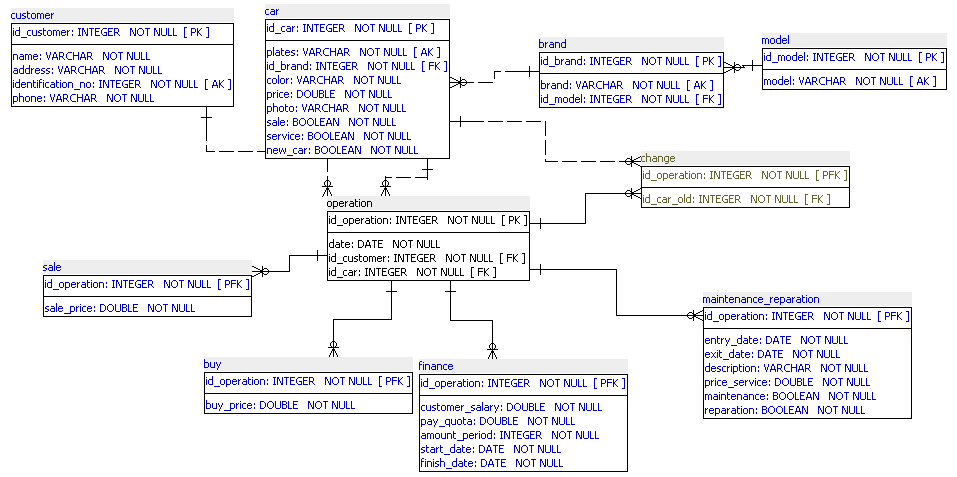 customer
id_customer: INTEGER NOT NULL [ PK ]
name: VARCHAR NOT NULL
address: VARCHAR NOT NULL
identification_no: INTEGER NOT NULL [ AK ]
phone: VARCHAR NOT NULL
car
id_car: INTEGER NOT NULL [ PK ]
plates: VARCHAR NOT NULL [ AK ]
id_brand: INTEGER NOT NULL [ FK ]
color: VARCHAR NOT NULL
price: DOUBLE NOT NULL
photo: VARCHAR NOT NULL
sale: BOOLEAN NOT NULL
service: BOOLEAN NOT NULL
new_car: BOOLEAN NOT NULL
brand
id_brand: INTEGER NOT NULL [ PK ]
brand: VARCHAR NOT NULL [ AK ]
id_model: INTEGER NOT NULL [ FK ]
model
id_model: INTEGER NOT NULL [ PK ]
model: VARCHAR NOT NULL [ AK ]
change
id_operation: INTEGER NOT NULL [ PFK ]
id_car_old: INTEGER NOT NULL [ FK ]
operation
id_operation: INTEGER NOT NULL [ PK ]
date: DATE NOT NULL
id_customer: INTEGER NOT NULL [ FK ]
id_car: INTEGER NOT NULL [ FK ]
sale
id_operation: INTEGER NOT NULL [ PFK ]
sale_price: DOUBLE NOT NULL
maintenance_reparation
id_operation: INTEGER NOT NULL [ PFK ]
entry_date: DATE NOT NULL
exit_date: DATE NOT NULL
description: VARCHAR NOT NULL
price_service: DOUBLE NOT NULL
maintenance: BOOLEAN NOT NULL
reparation: BOOLEAN NOT NULL
buy
id_operation: INTEGER NOT NULL [ PFK ]
buy_price: DOUBLE NOT NULL
finance
id_operation: INTEGER NOT NULL [ PFK ]
customer_salary: DOUBLE NOT NULL
pay_quota: DOUBLE NOT NULL
amount_period: INTEGER NOT NULL
start_date: DATE NOT NULL
finish_date: DATE NOT NULL